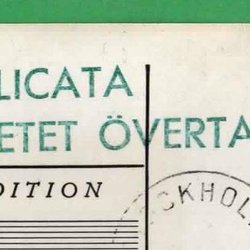 LICATA
ETET ÖVERTA
DITION
CKHOL